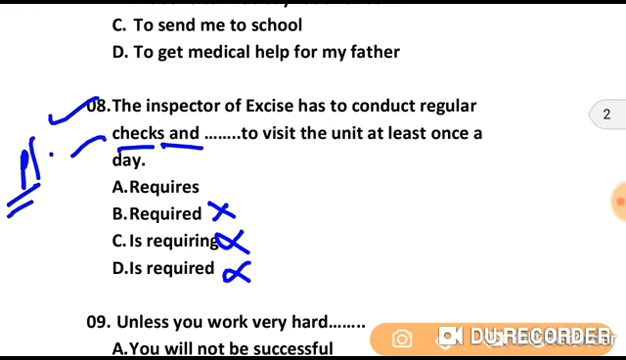 C. To send me to school
D. To get medical help for my father
08.The inspector of Excise has to conduct regular
checks and ........to visit the unit at least once a
day.
A.Requires
B.Required
C.Is requiring
D.Is required
09. Unless you work very hard.......
A.You will not be successful
2
DU RECORDER